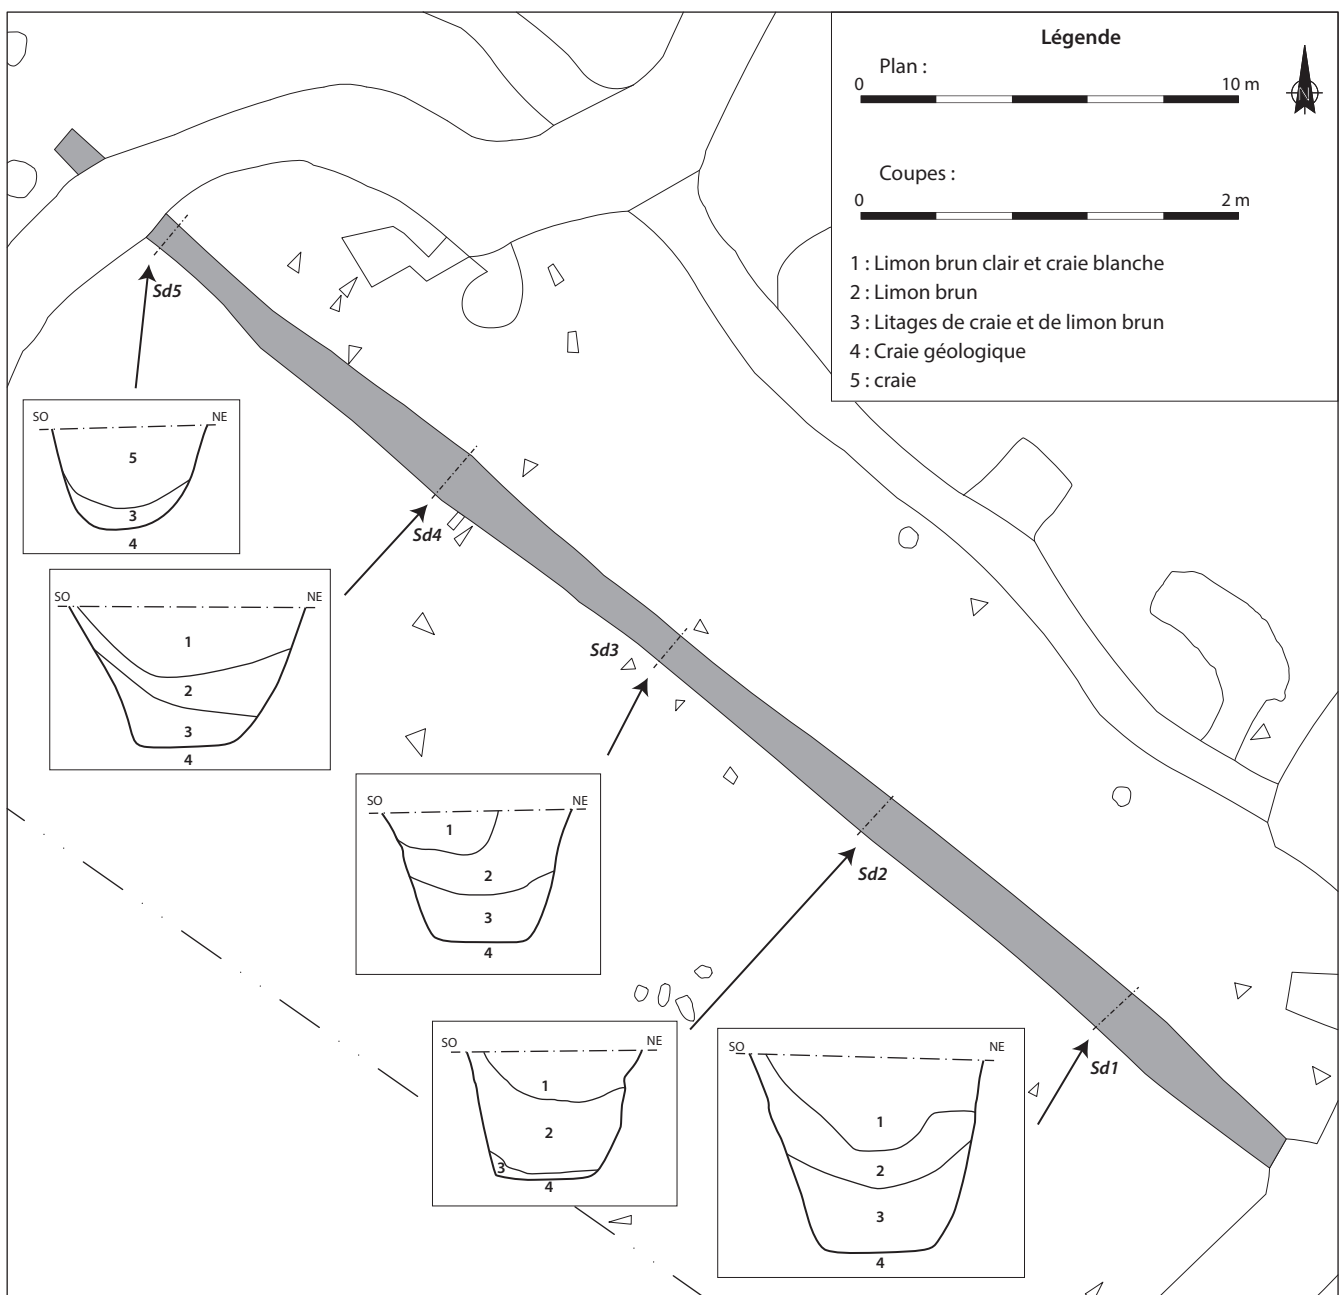 Légende
Plan :
0 10 m
N
Coupes :
0 2 m
1 : Limon brun clair et craie blanche
2 : Limon brun
3 : Litages de craie et de limon brun
4 : Craie géologique
5 : craie
Sd5
SO NE
5
3
4
Sd4
SO NE
1
2
3
4
Sd3
SO NE
1
2
3
4
Sd2
SO NE
1
2
3
4
Sd1
SO NE
1
2
3
4